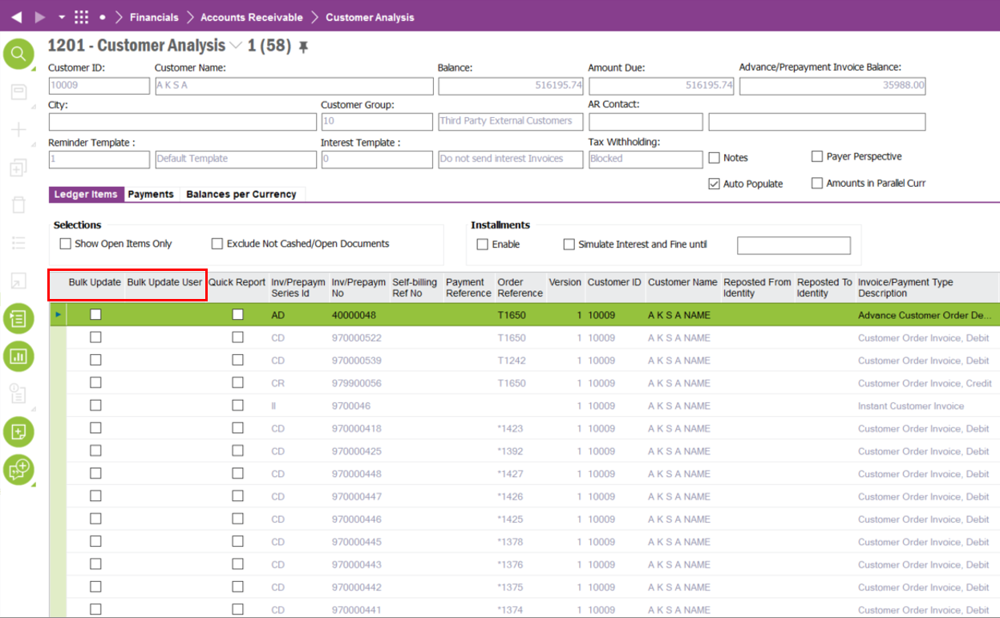 Financials Accounts Receivable Customer Analysis
1201 - Customer Analysis 1 (58)
Customer ID: Customer Name: Balance: Amount Due: Advance/Prepayment Invoice Balance:
10009 A K S A 516195.74 516195.74 35988.00
City: Customer Group: AR Contact:
10 Third Party External Customers
Reminder Template : Interest Template : Tax Withholding:
1 Default Template 0 Do not send interest Invoices Blocked Notes Payer Perspective
Auto Populate Amounts in Parallel Curr
Ledger Items Payments Balances per Currency
Selections Installments
Show Open Items Only Exclude Not Cashed/Open Documents Enable Simulate Interest and Fine until
Bulk Update Bulk Update User Quick Report Inv/Prepaym Inv/Prepaym Self-billing Payment Order Version Customer ID Customer Name Reposted From Reposted To Invoice/Payment Type
Series Id No Ref No Reference Reference Identity Identity Description
AD 40000048 T1650 1 10009 A K S A NAME Advance Customer Order De...
CD 970000522 T1650 1 10009 A K S A NAME Customer Order Invoice, Debit
CD 970000539 T1242 1 10009 A K S A NAME Customer Order Invoice, Debit
CR 979900056 T1650 1 10009 A K S A NAME Customer Order Invoice, Credit
II 9700046 1 10009 A K S A NAME Instant Customer Invoice
CD 970000418 *1423 1 10009 A K S A NAME Customer Order Invoice, Debit
CD 970000425 *1392 1 10009 A K S A NAME Customer Order Invoice, Debit
CD 970000448 *1427 1 10009 A K S A NAME Customer Order Invoice, Debit
CD 970000447 *1426 1 10009 A K S A NAME Customer Order Invoice, Debit
CD 970000446 *1425 1 10009 A K S A NAME Customer Order Invoice, Debit
CD 970000445 *1378 1 10009 A K S A NAME Customer Order Invoice, Debit
CD 970000443 *1376 1 10009 A K S A NAME Customer Order Invoice, Debit
CD 970000442 *1375 1 10009 A K S A NAME Customer Order Invoice, Debit
CD 970000441 *1374 1 10009 A K S A NAME Customer Order Invoice, Debit